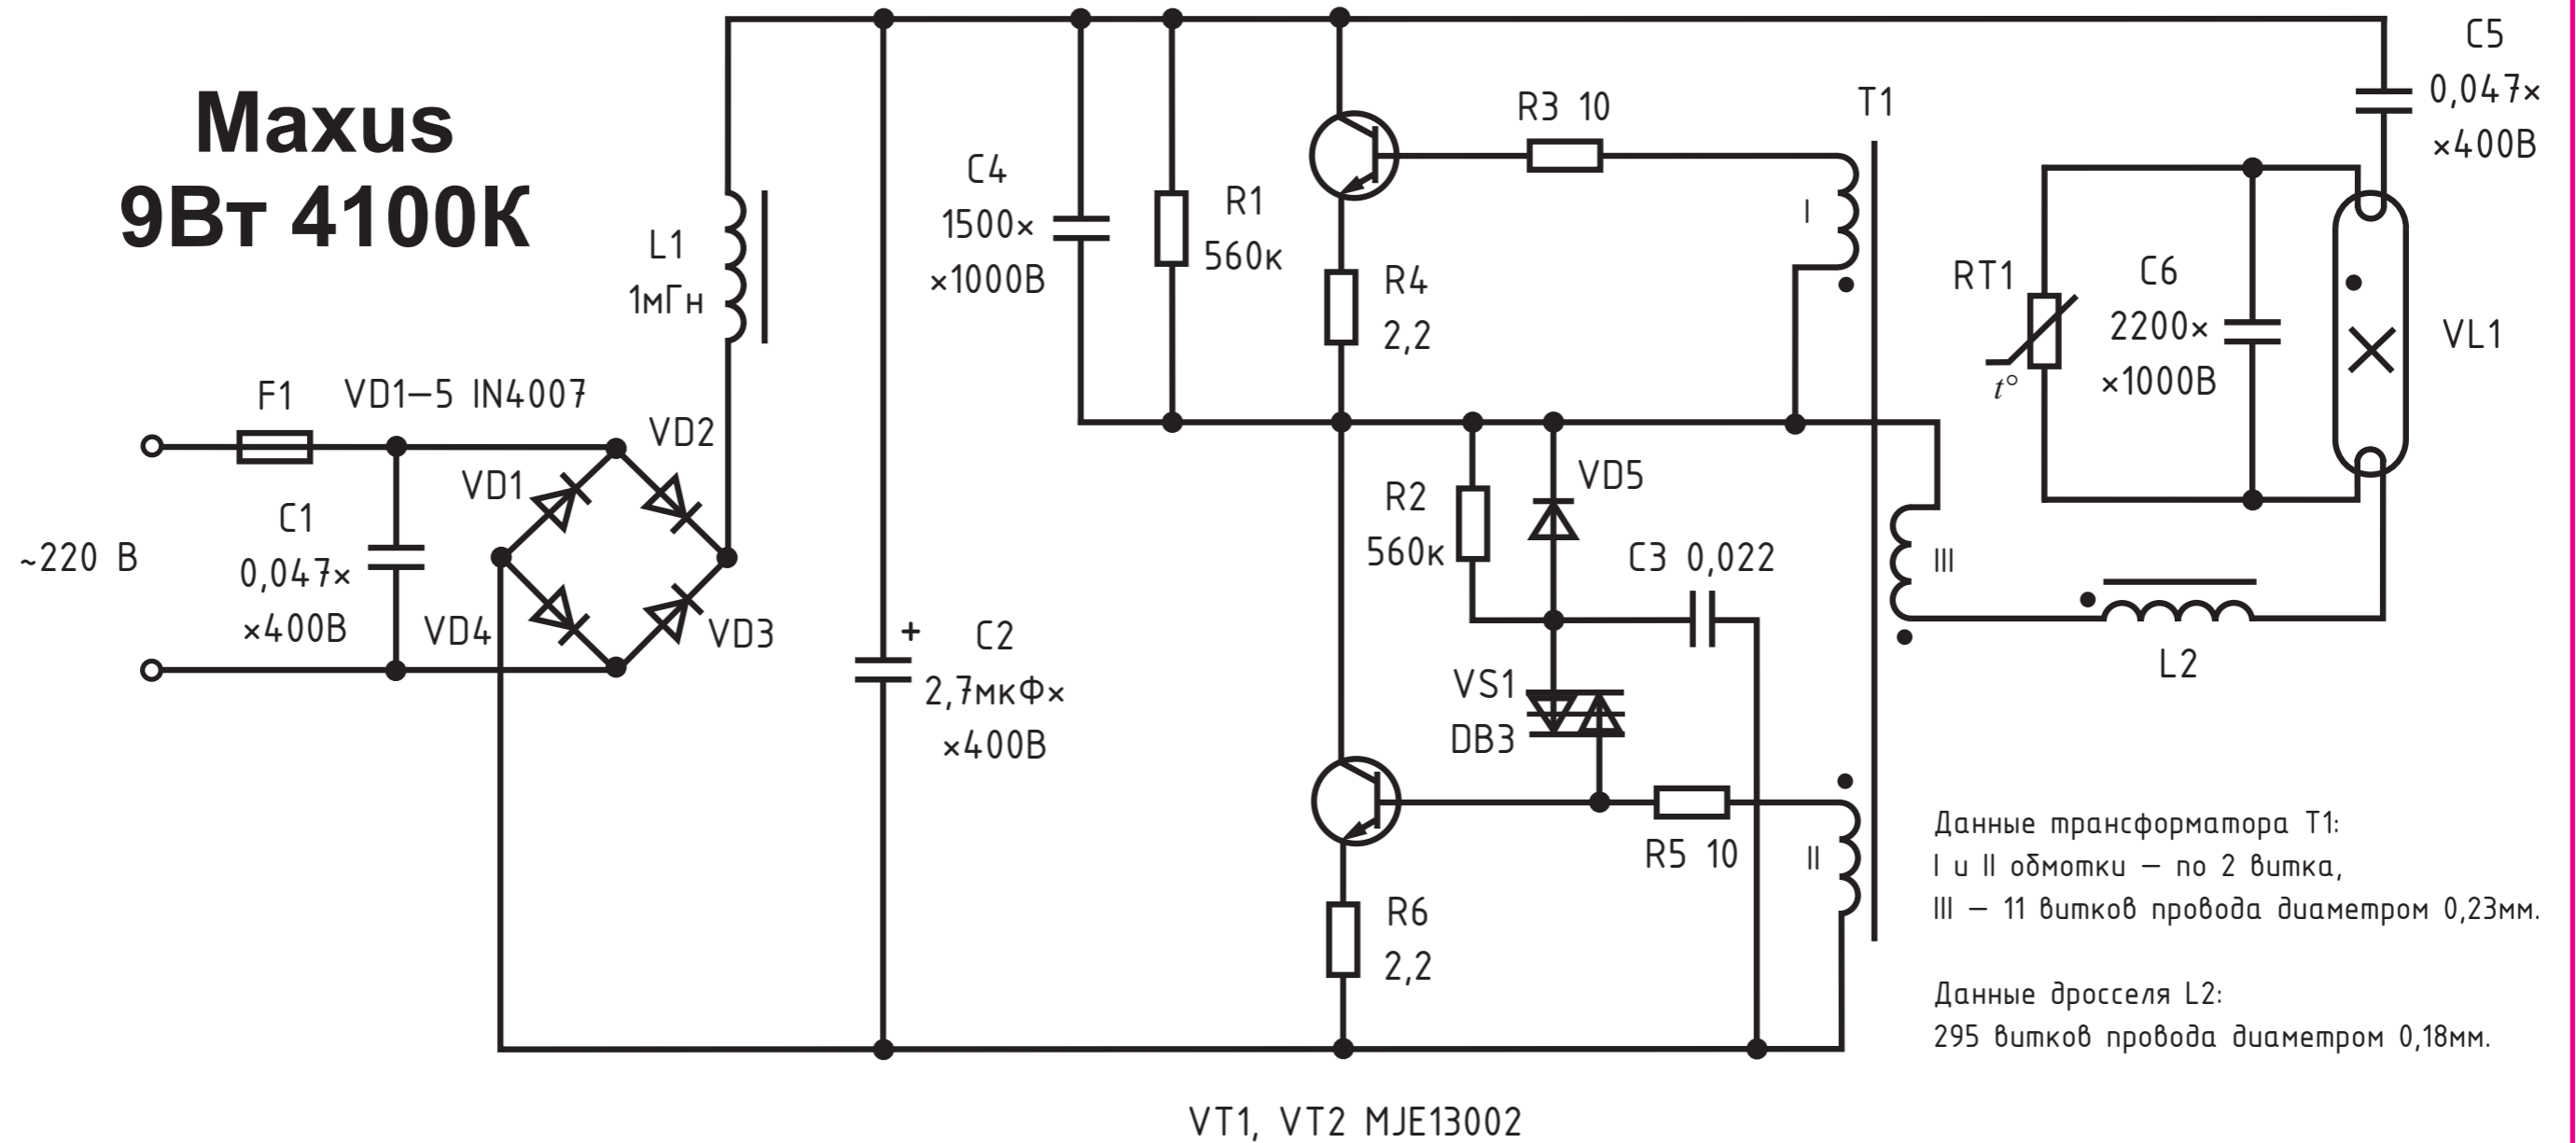 Maxus
9Вт 4100К
~220 В
F1
C1
0,047×
×400В
VD1–5 IN4007
VD1
VD2
VD4
VD3
L1
1мГн
+
C2
2,7мкФ×
×400В
C4
1500×
×1000В
R1
560к
R4
2,2
R3 10
T1
I
R2
560к
VD5
C3 0,022
VS1
DB3
R5 10
II
III
R6
2,2
RT1
t°
C6
2200×
×1000В
C5
0,047×
×400В
VL1
L2
Данные трансформатора Т1:
I и II обмотки – по 2 витка,
III – 11 витков провода диаметром 0,23мм.
Данные дросселя L2:
295 витков провода диаметром 0,18мм.
VT1, VT2 MJE13002